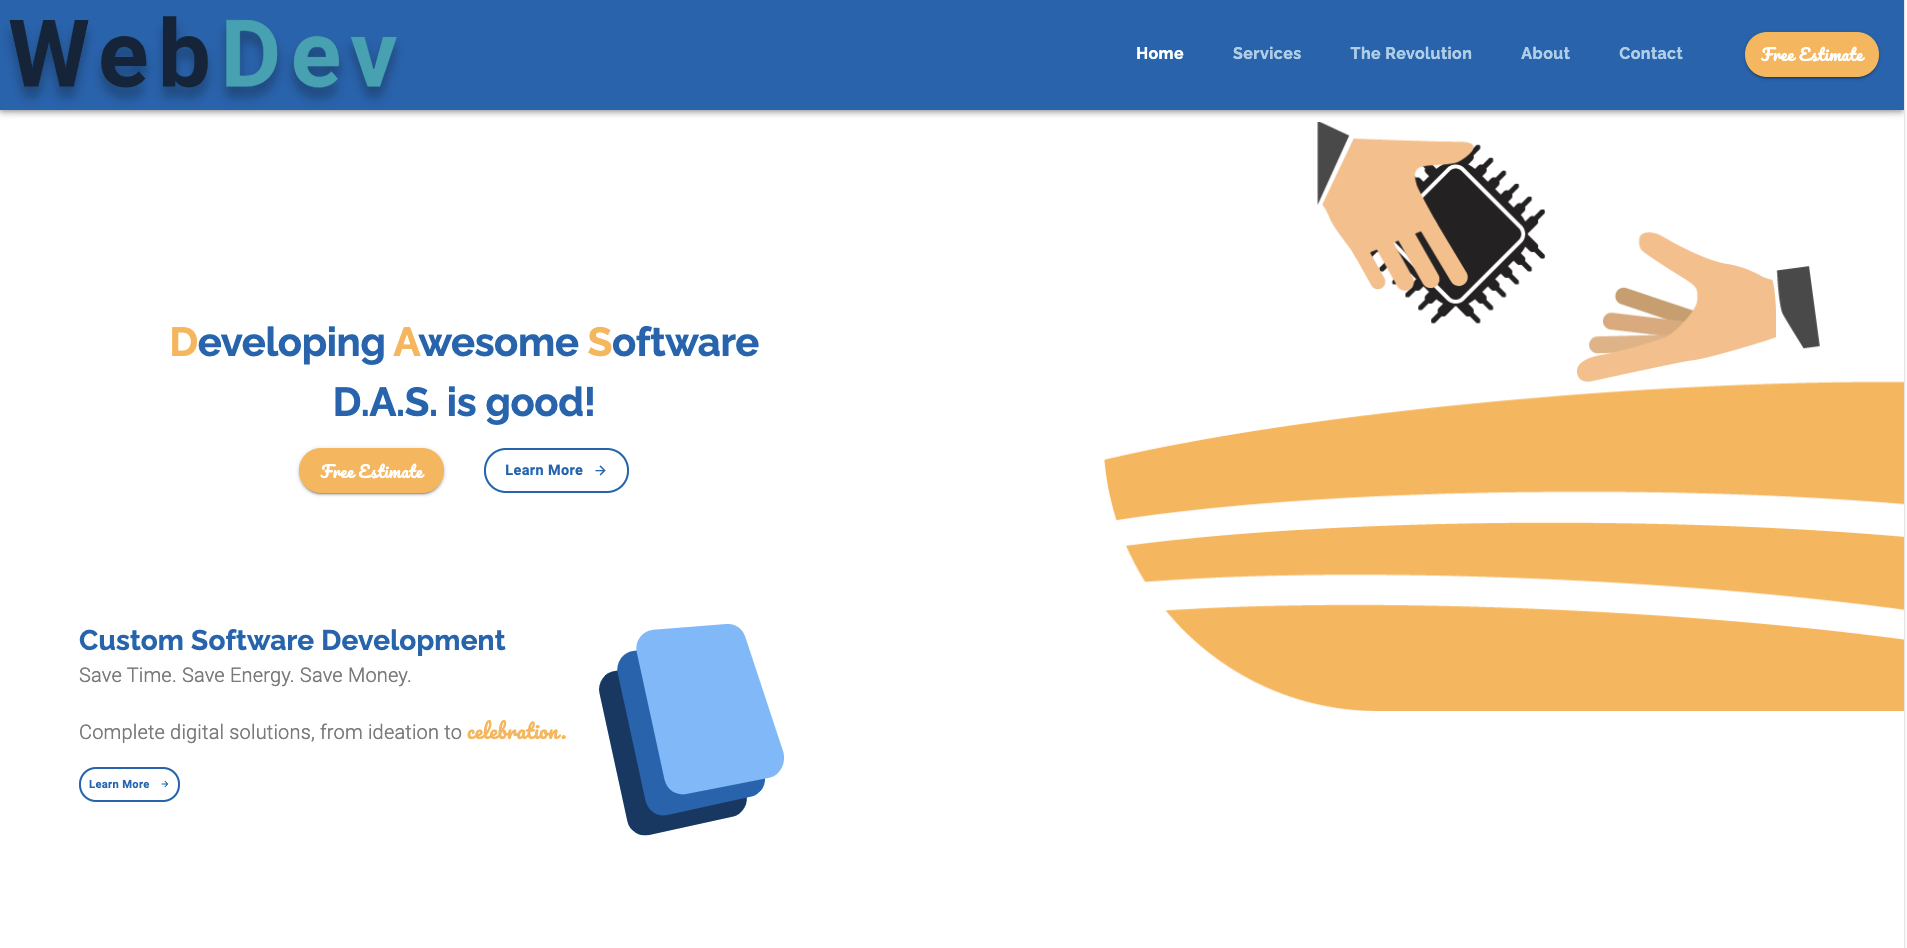 WebDev
Home Services The Revolution About Contact Free Estimate
Developing Awesome Software
D.A.S. is good!
Free Estimate Learn More →
Custom Software Development
Save Time. Save Energy. Save Money.
Complete digital solutions, from ideation to celebration.
Learn More →